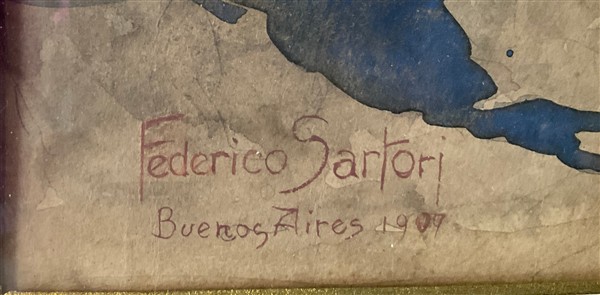 Federico Sartori
Buenos Aires 1907